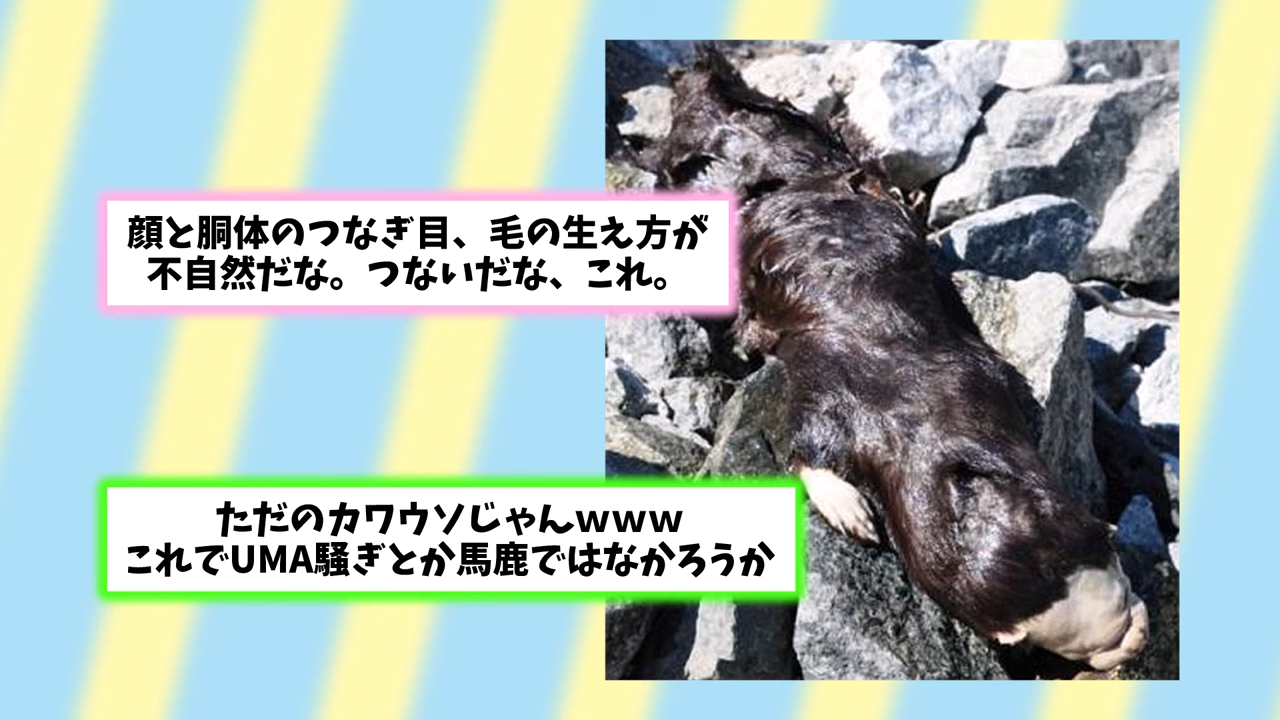 顔と胴体のつなぎ目、毛の生え方が
不自然だな。つないだな、これ。
ただのカワウソじゃんwww
これでUMA騒ぎとか馬鹿ではなかろうか